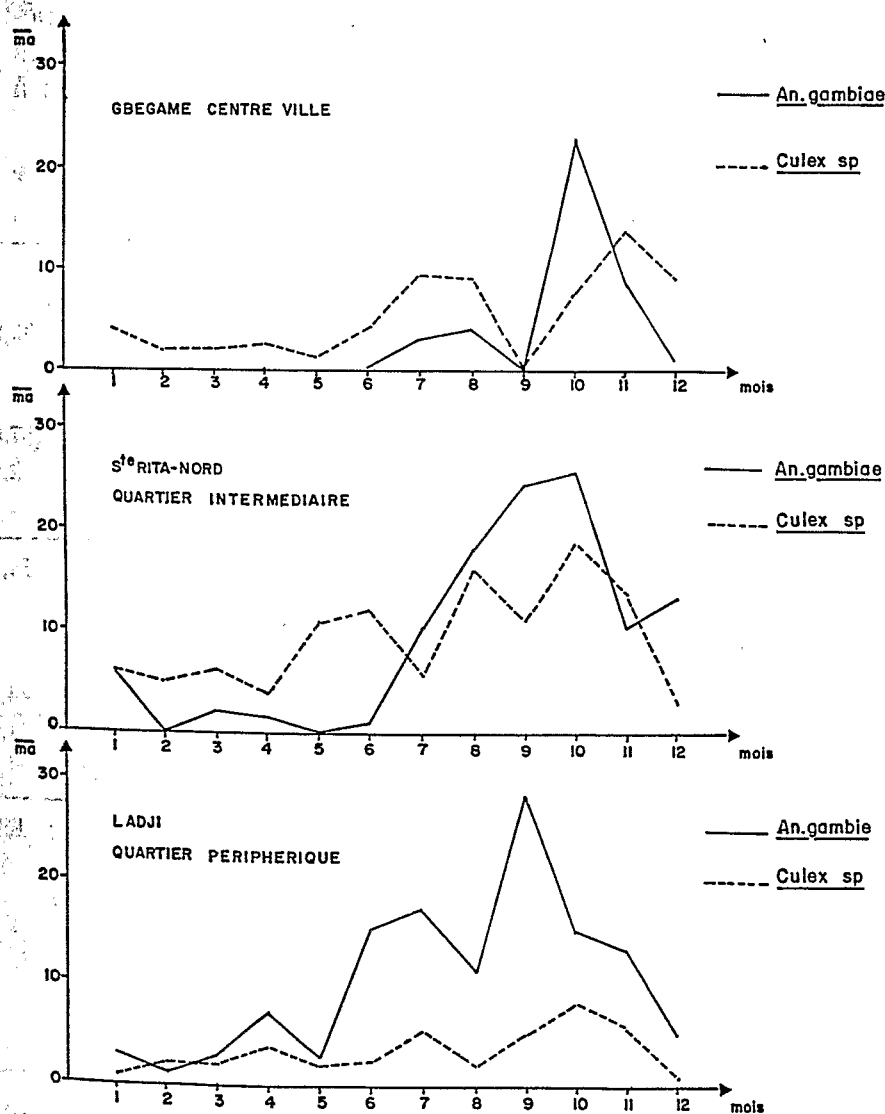 ma
30
20
10
0
GBEGAME CENTRE VILLE
An.gambiae
Culex sp
1 2 3 4 5 6 7 8 9 10 11 12 mois
ma
30
20
10
0
Ste RITA-NORD
QUARTIER INTERMEDIAIRE
An.gambiae
Culex sp
1 2 3 4 5 6 7 8 9 10 11 12 mois
ma
30
20
10
0
LADJI
QUARTIER PERIPHERIQUE
An.gambie
Culex sp
1 2 3 4 5 6 7 8 9 10 11 12 mois